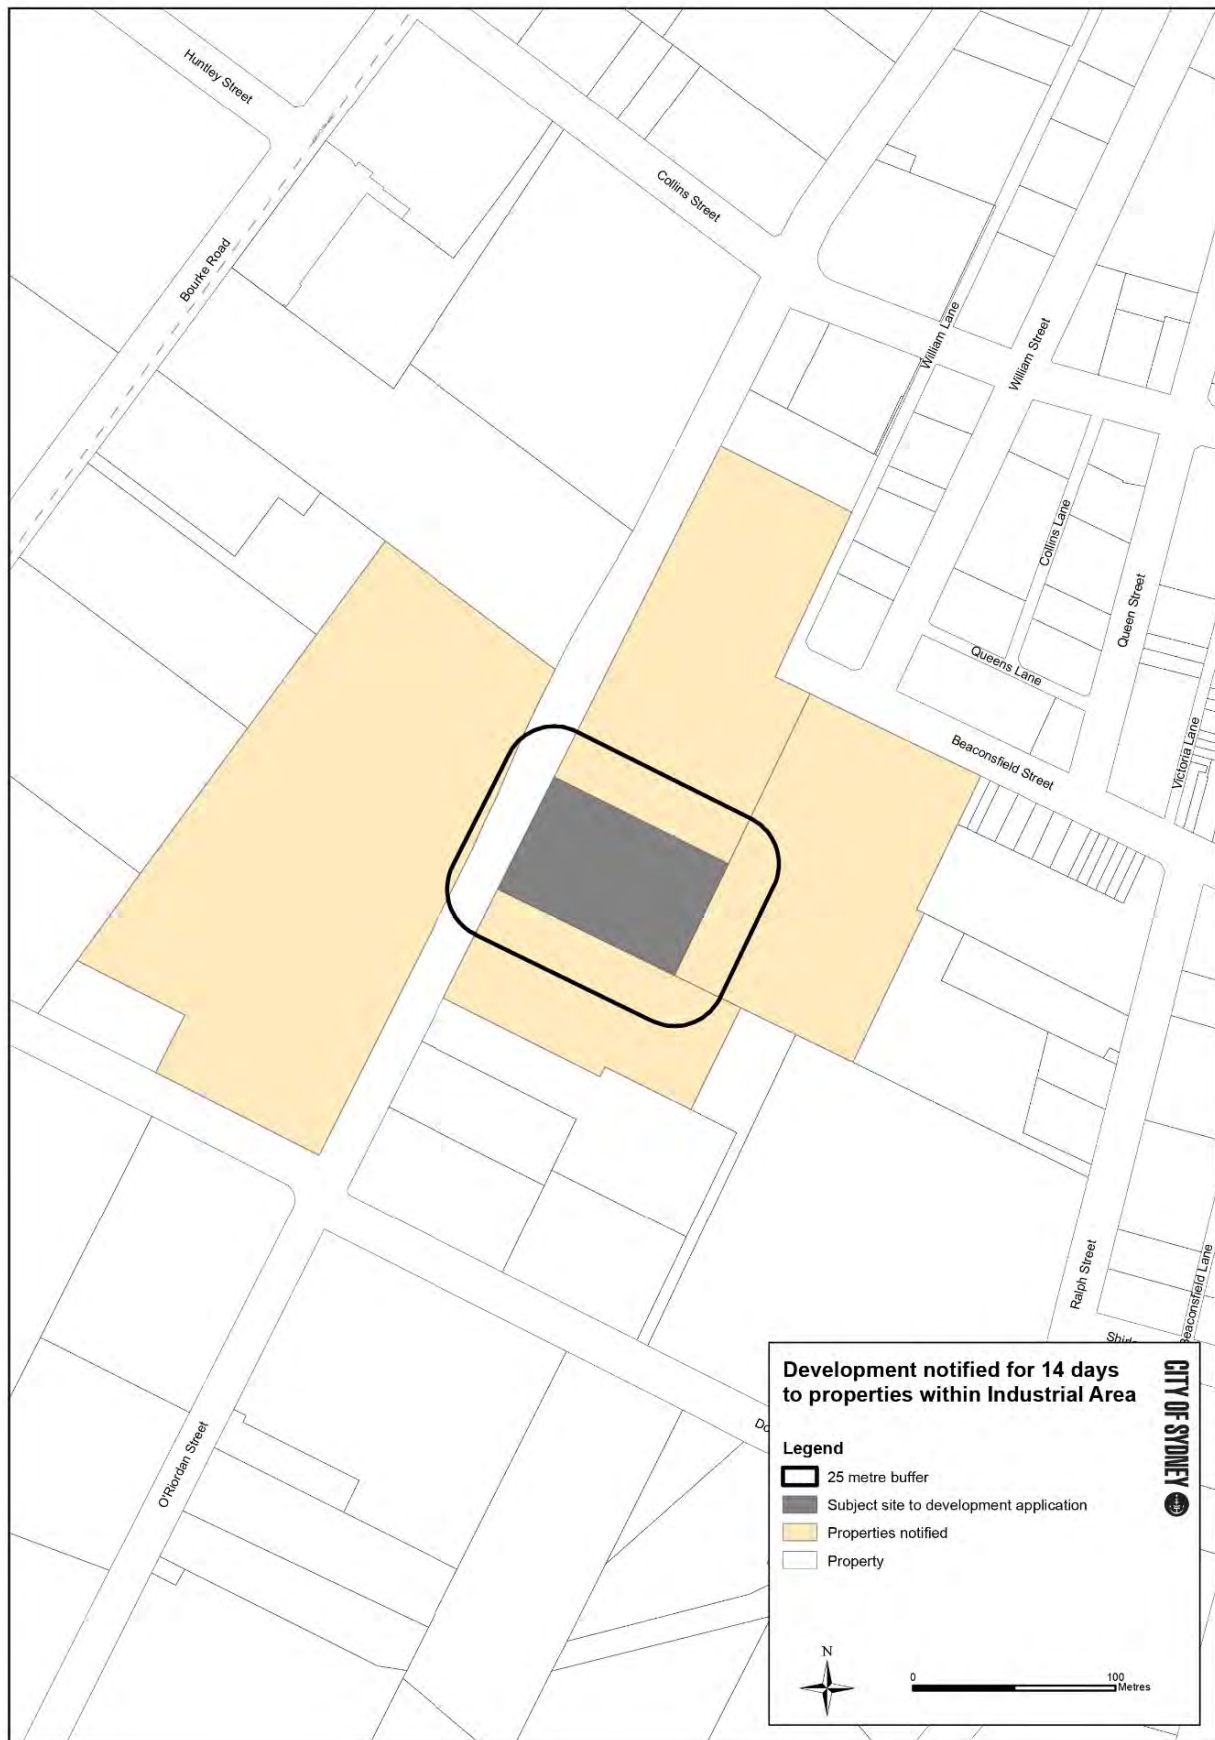 Huntley Street
Collins Street
Bourke Road
William Lane
William Street
Collins Lane
Queen Street
Queens Lane
Victoria Lane
Beaconsfield Street
Ralph Street
Beaconsfield Lane
O'Riordan Street
Development notified for 14 days
to properties within Industrial Area
CITY OF SYDNEY
Legend
25 metre buffer
Subject site to development application
Properties notified
Property
N
0 100
Metres